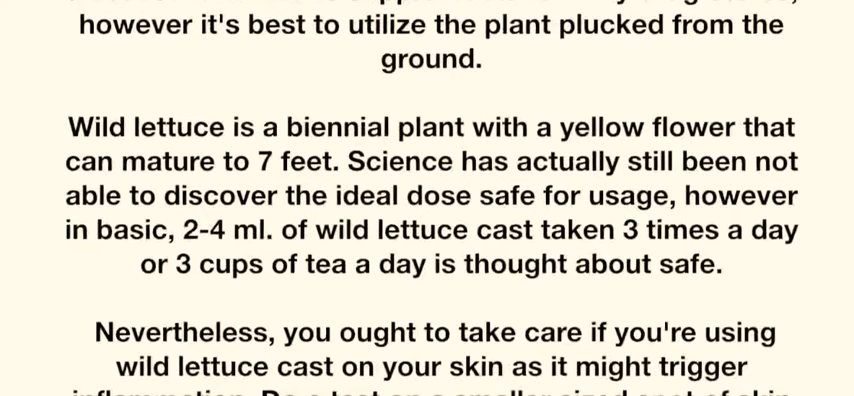 however it's best to utilize the plant plucked from the
ground.
Wild lettuce is a biennial plant with a yellow flower that
can mature to 7 feet. Science has actually still been not
able to discover the ideal dose safe for usage, however
in basic, 2-4 ml. of wild lettuce cast taken 3 times a day
or 3 cups of tea a day is thought about safe.
Nevertheless, you ought to take care if you're using
wild lettuce cast on your skin as it might trigger